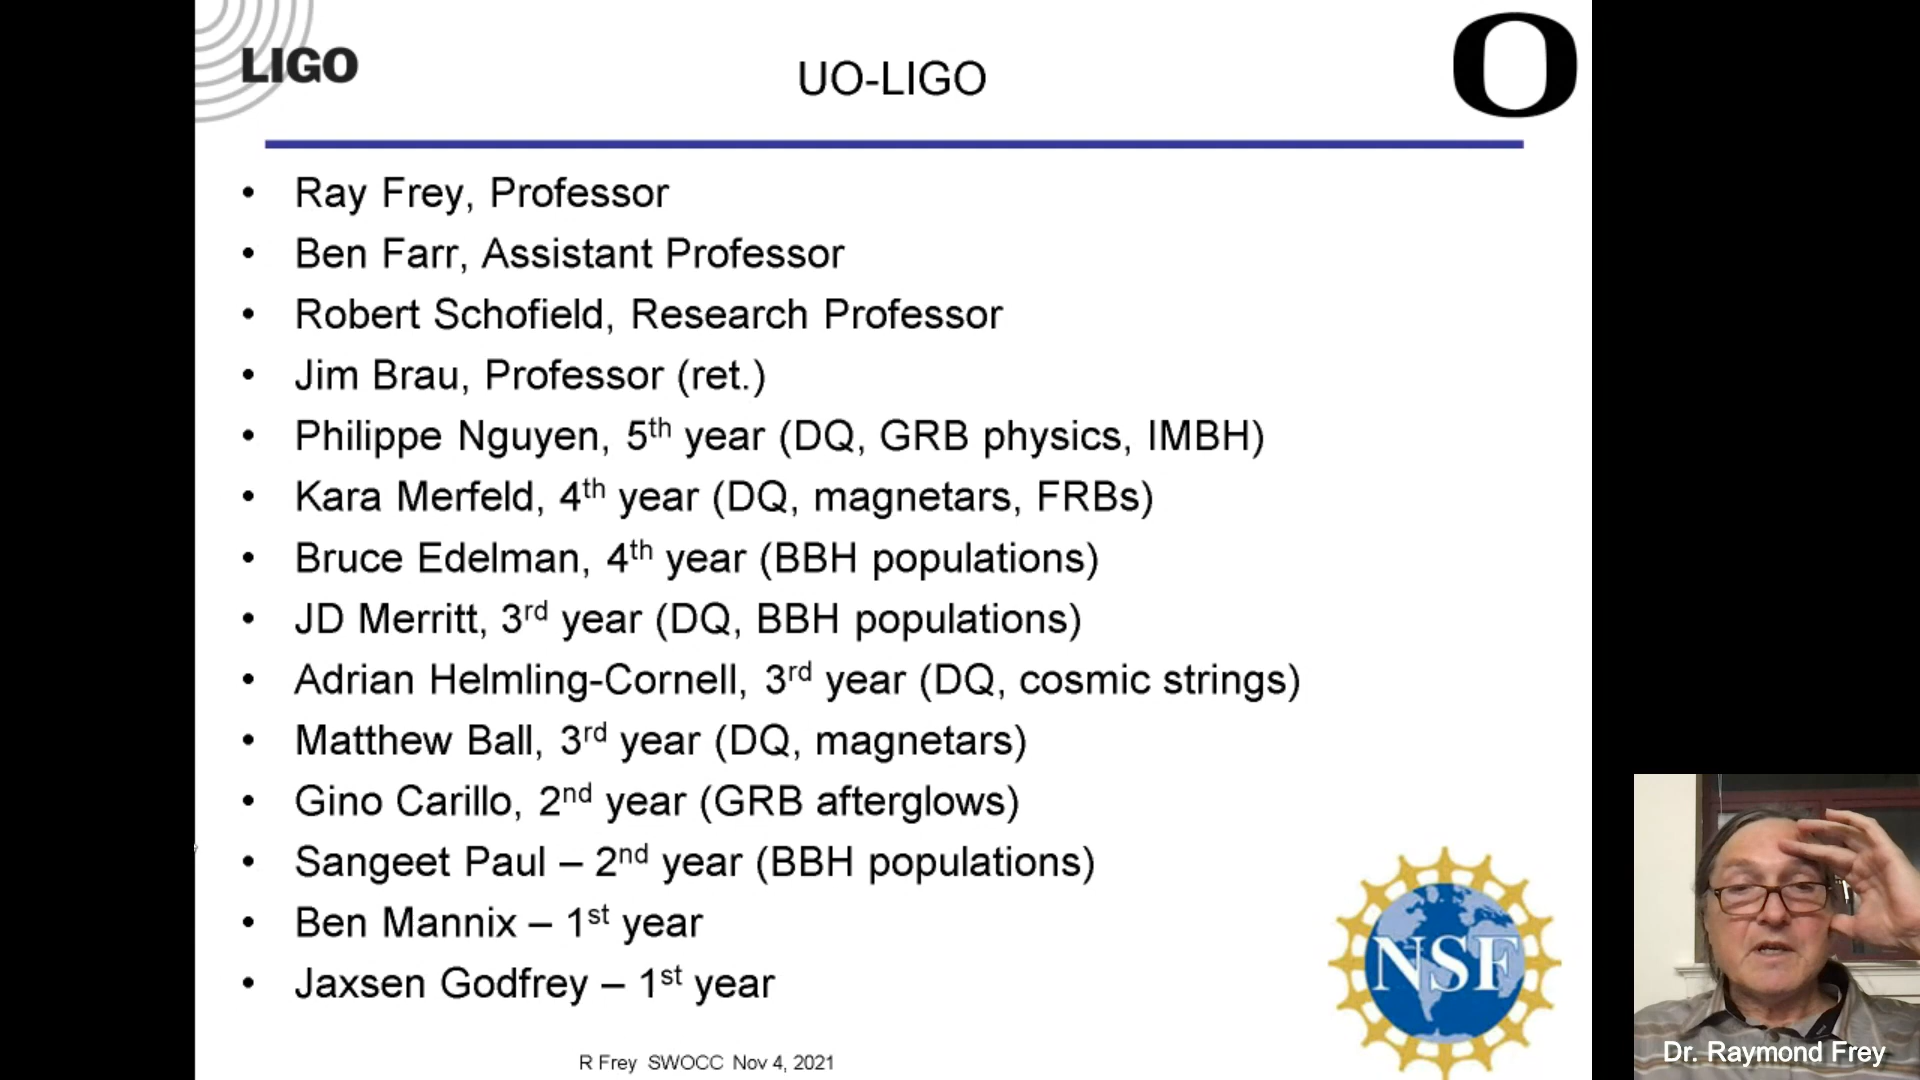 LIGO
UO-LIGO
O
• Ray Frey, Professor
• Ben Farr, Assistant Professor
• Robert Schofield, Research Professor
• Jim Brau, Professor (ret.)
• Philippe Nguyen, 5th year (DQ, GRB physics, IMBH)
• Kara Merfeld, 4th year (DQ, magnetars, FRBs)
• Bruce Edelman, 4th year (BBH populations)
• JD Merritt, 3rd year (DQ, BBH populations)
• Adrian Helmling-Cornell, 3rd year (DQ, cosmic strings)
• Matthew Ball, 3rd year (DQ, magnetars)
• Gino Carillo, 2nd year (GRB afterglows)
• Sangeet Paul – 2nd year (BBH populations)
• Ben Mannix – 1st year
• Jaxsen Godfrey – 1st year
NSF
R Frey SWOCC Nov 4, 2021
Dr. Raymond Frey